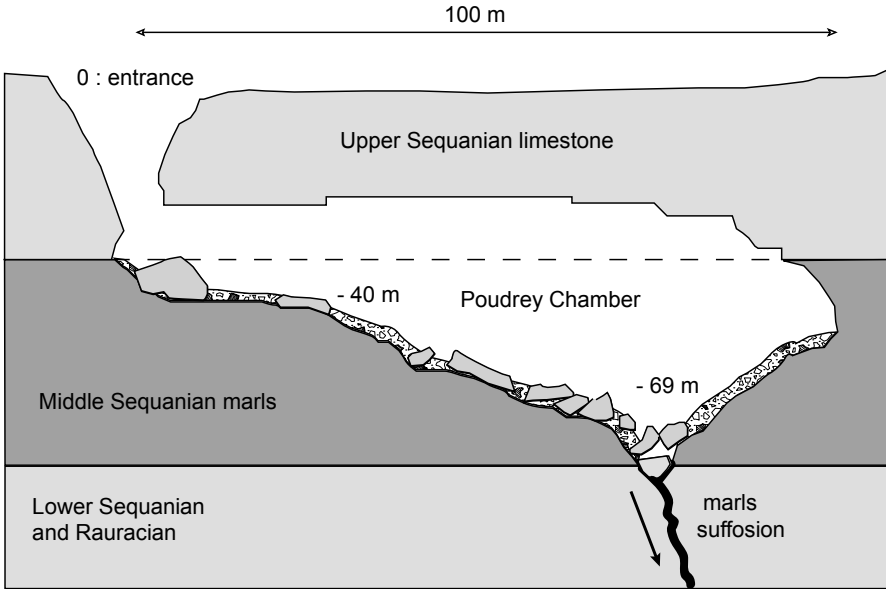 100 m
0 : entrance
Upper Sequanian limestone
- 40 m
Poudrey Chamber
- 69 m
Middle Sequanian marls
Lower Sequanian
and Rauracian
marls
suffosion